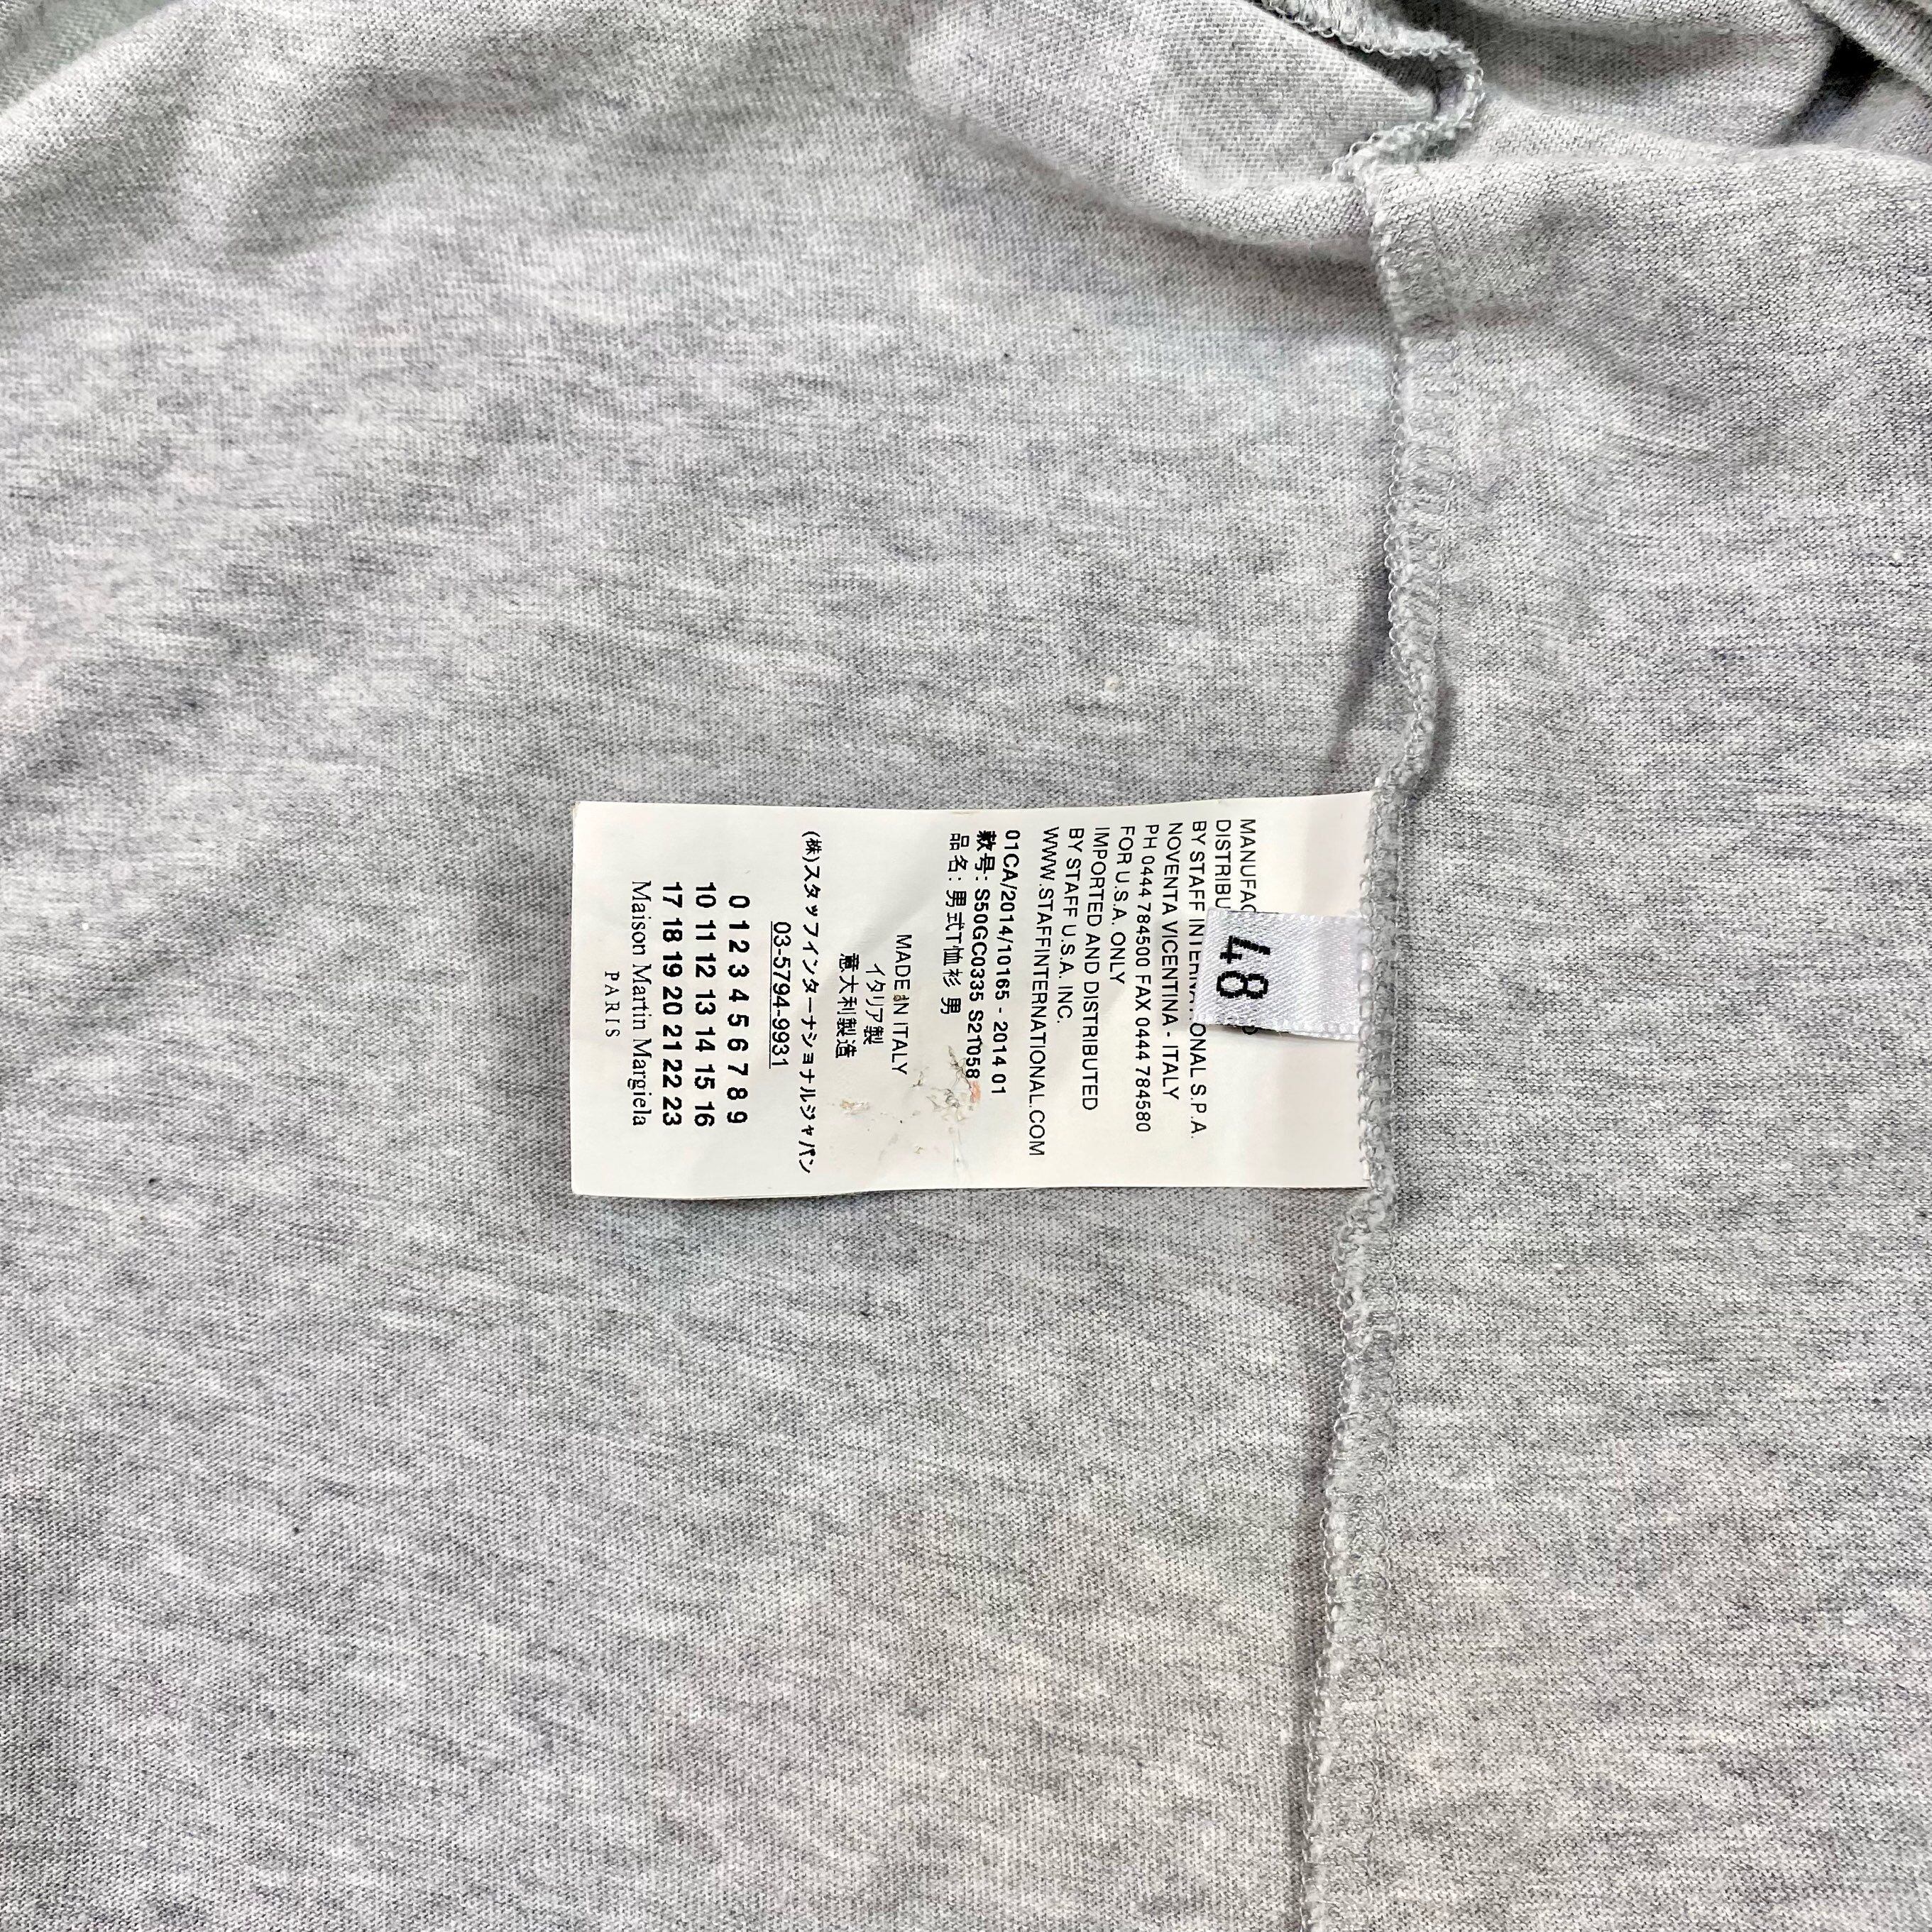 48
MANUFAC
DISTRIBU
BY STAFF INTERNATIONAL S.P.A.
NOVENTA VICENTINA - ITALY
PH 0444 784500 FAX 0444 784580
FOR U.S.A. ONLY
IMPORTED AND DISTRIBUTED
BY STAFF U.S.A. INC.
WWW.STAFFINTERNATIONAL.COM
01CA/2014/10165 - 2014 01
款号: S50GC0335 S21058
品名: 男式T恤衫 男
MADE IN ITALY
イタリア製
意大利製造
(株)スタッフインターナショナルジャパン
03-5794-9931
0 1 2 3 4 5 6 7 8 9
10 11 12 13 14 15 16
17 18 19 20 21 22 23
Maison Martin Margiela
PARIS